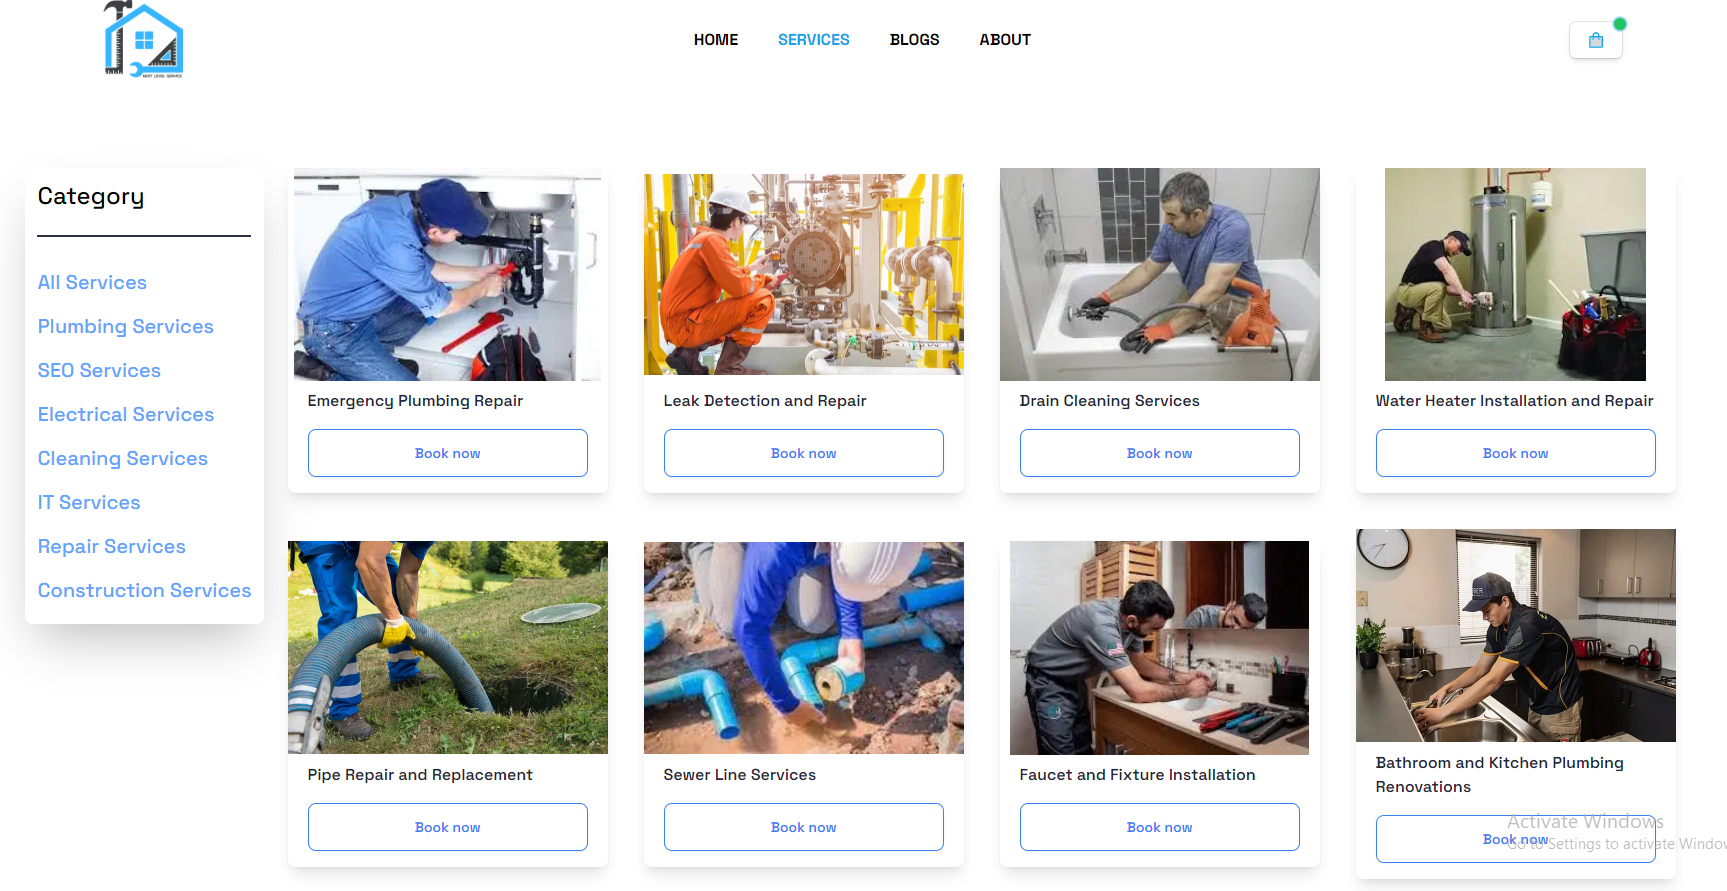 NEXT LEVEL SERVICE
HOME
SERVICES
BLOGS
ABOUT
Category
All Services
Plumbing Services
SEO Services
Electrical Services
Cleaning Services
IT Services
Repair Services
Construction Services
Emergency Plumbing Repair
Book now
Leak Detection and Repair
Book now
Drain Cleaning Services
Book now
Water Heater Installation and Repair
Book now
Pipe Repair and Replacement
Book now
Sewer Line Services
Book now
Faucet and Fixture Installation
Book now
Bathroom and Kitchen Plumbing
Renovations
Book now
Activate Windows
Go to Settings to activate Window